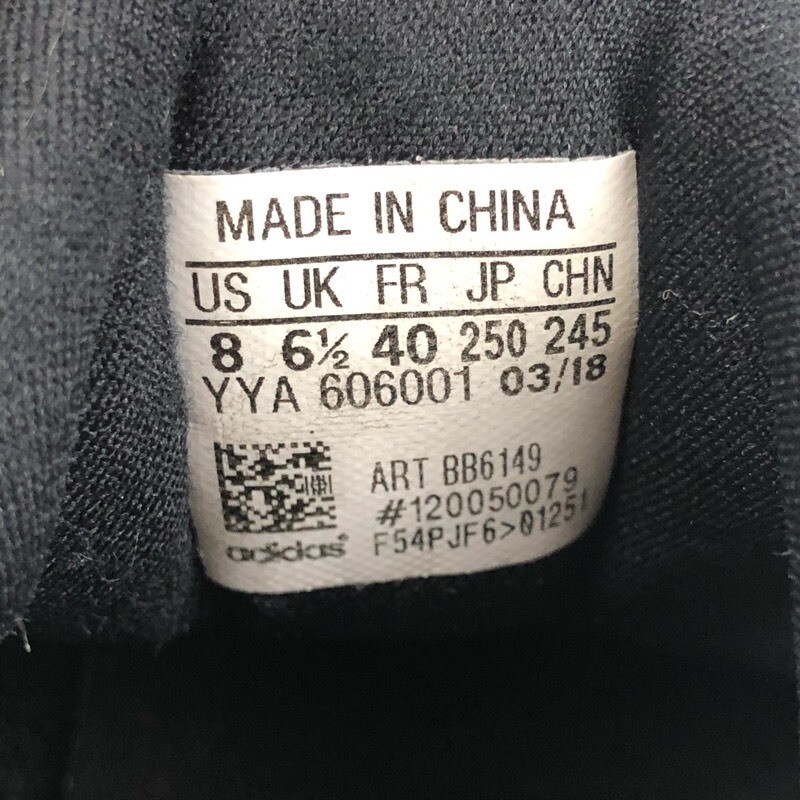 MADE IN CHINA
US UK FR JP CHN
8 6½ 40 250 245
YYA 606001 03/18
ART BB6149
#120050079
F54PJF6>01251
adidas